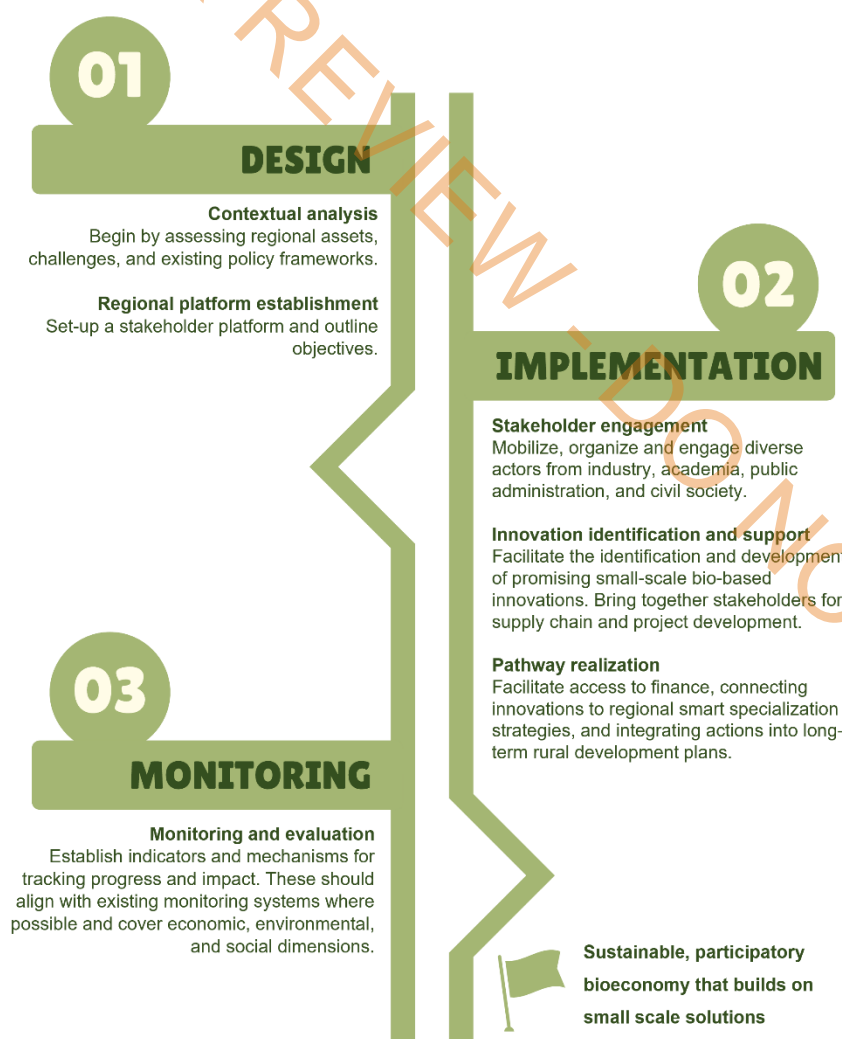 01
DESIGN
Contextual analysis
Begin by assessing regional assets,
challenges, and existing policy frameworks.
Regional platform establishment
Set-up a stakeholder platform and outline
objectives.
02
IMPLEMENTATION
Stakeholder engagement
Mobilize, organize and engage diverse
actors from industry, academia, public
administration, and civil society.
Innovation identification and support
Facilitate the identification and development
of promising small-scale bio-based
innovations. Bring together stakeholders for
supply chain and project development.
Pathway realization
Facilitate access to finance, connecting
innovations to regional smart specialization
strategies, and integrating actions into long-
term rural development plans.
03
MONITORING
Monitoring and evaluation
Establish indicators and mechanisms for
tracking progress and impact. These should
align with existing monitoring systems where
possible and cover economic, environmental,
and social dimensions.
Sustainable, participatory
bioeconomy that builds on
small scale solutions
REVIEW - DO NO